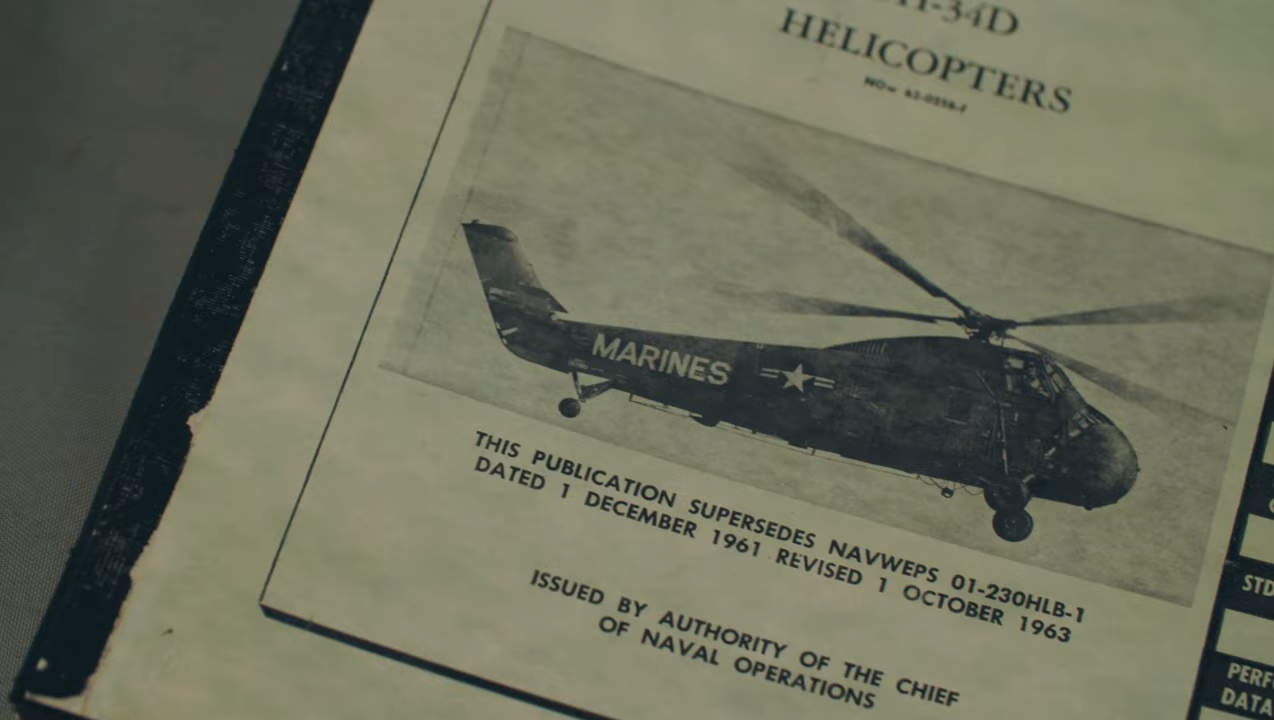 H-34D
HELICOPTERS
MARINES
THIS PUBLICATION SUPERSEDES NAVWEPS 01-230HLB-1
DATED 1 DECEMBER 1961 REVISED 1 OCTOBER 1963
ISSUED BY AUTHORITY OF THE CHIEF
OF NAVAL OPERATIONS
STD
PERF
DATA